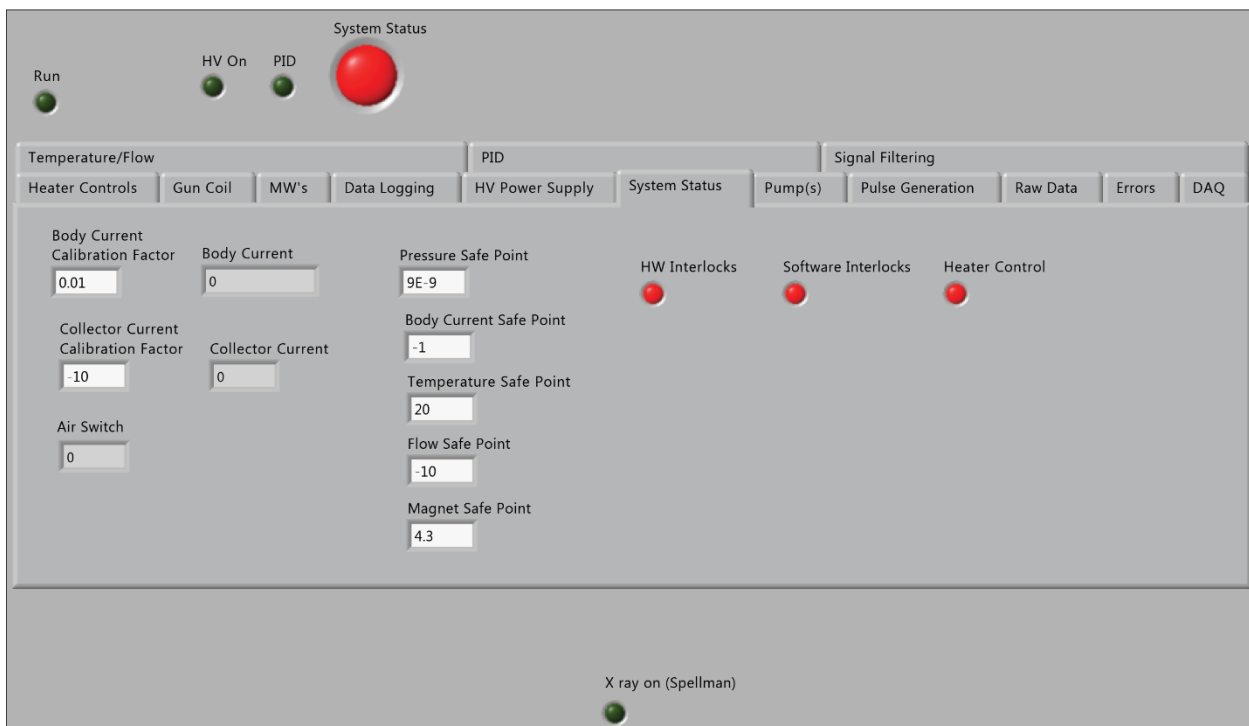 System Status
HV On PID
Run
Temperature/Flow PID Signal Filtering
Heater Controls Gun Coil MW's Data Logging HV Power Supply System Status Pump(s) Pulse Generation Raw Data Errors DAQ
Body Current
Calibration Factor
0.01
Body Current
0
Collector Current
Calibration Factor
-10
Collector Current
0
Air Switch
0
Pressure Safe Point
9E-9
Body Current Safe Point
-1
Temperature Safe Point
20
Flow Safe Point
-10
Magnet Safe Point
4.3
HW Interlocks Software Interlocks Heater Control
X ray on (Spellman)